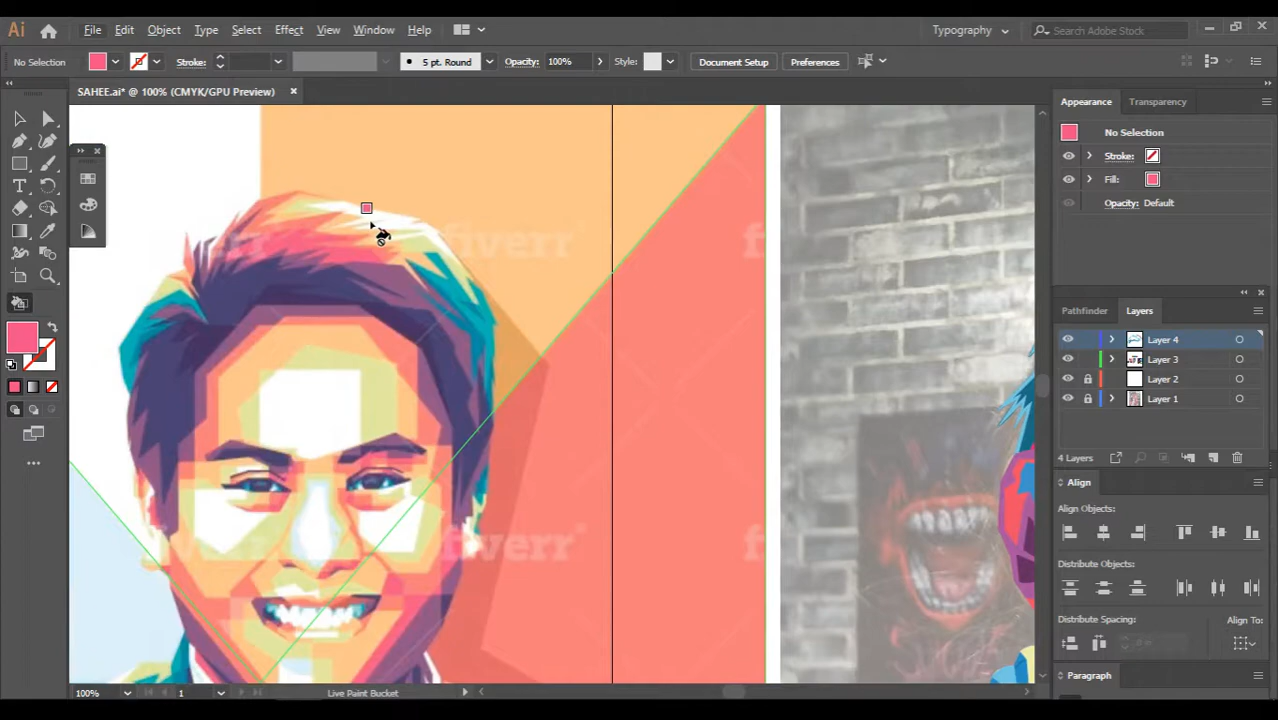 Ai File Edit Object Type Select Effect View Window Help Typography Search Adobe Stock
No Selection Stroke: 5 pt. Round Opacity: 100% Style: Document Setup Preferences
SAHEE.ai* @ 100% (CMYK/GPU Preview)
Appearance Transparency
No Selection
Stroke:
Fill:
Opacity: Default
fiverr
Pathfinder Layers
Layer 4
Layer 3
Layer 2
Layer 1
4 Layers
Align
Align Objects:
fiverr fiverr
Distribute Objects:
Distribute Spacing: Align To:
Paragraph
100% 1 Live Paint Bucket